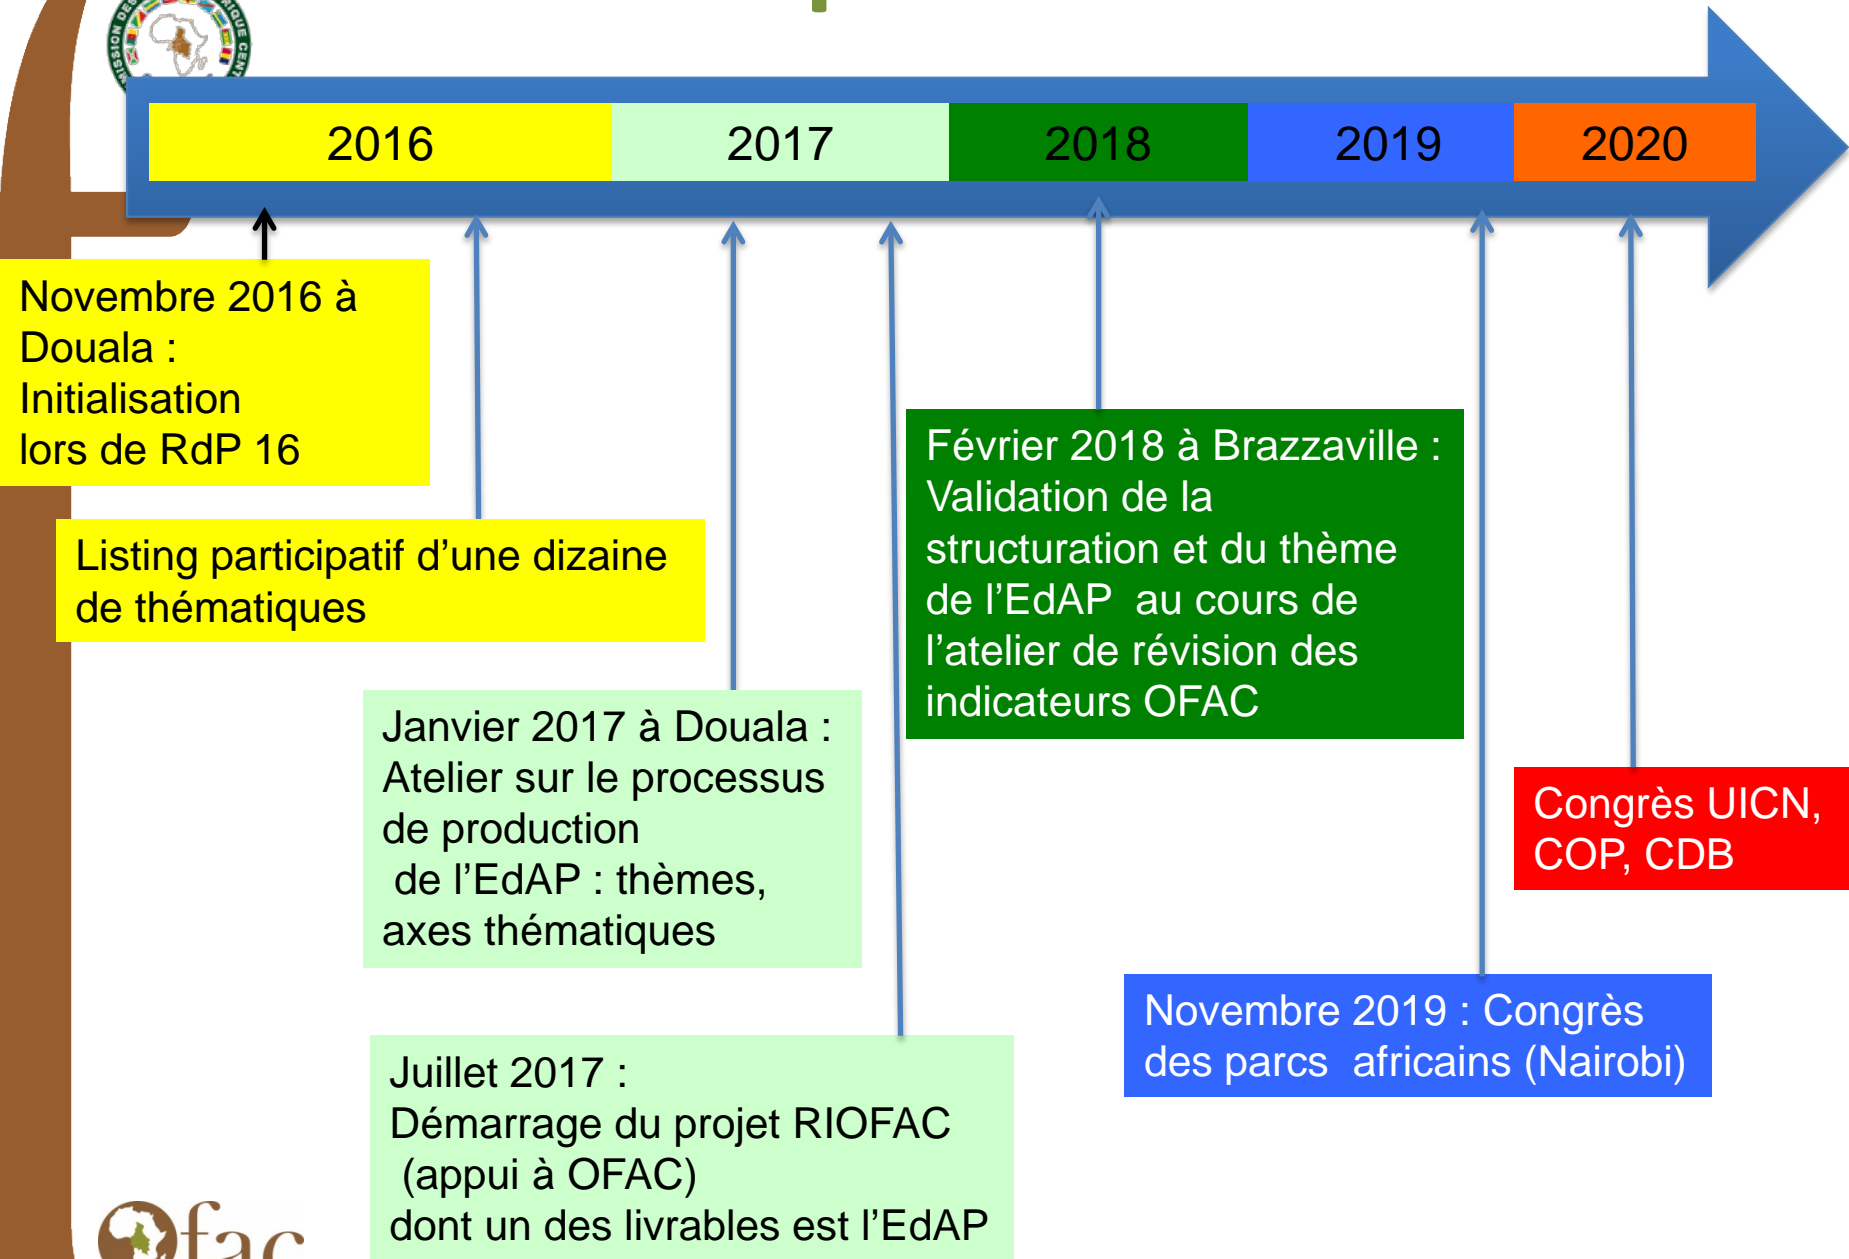 2016
2017
2018
2019
2020
Novembre 2016 à
Douala :
Initialisation
lors de RdP 16
Listing participatif d’une dizaine
de thématiques
Janvier 2017 à Douala :
Atelier sur le processus
de production
de l’EdAP : thèmes,
axes thématiques
Juillet 2017 :
Démarrage du projet RIOFAC
(appui à OFAC)
dont un des livrables est l’EdAP
Février 2018 à Brazzaville :
Validation de la
structuration et du thème
de l’EdAP au cours de
l’atelier de révision des
indicateurs OFAC
Novembre 2019 : Congrès
des parcs africains (Nairobi)
Congrès UICN,
COP, CDB
Ofac